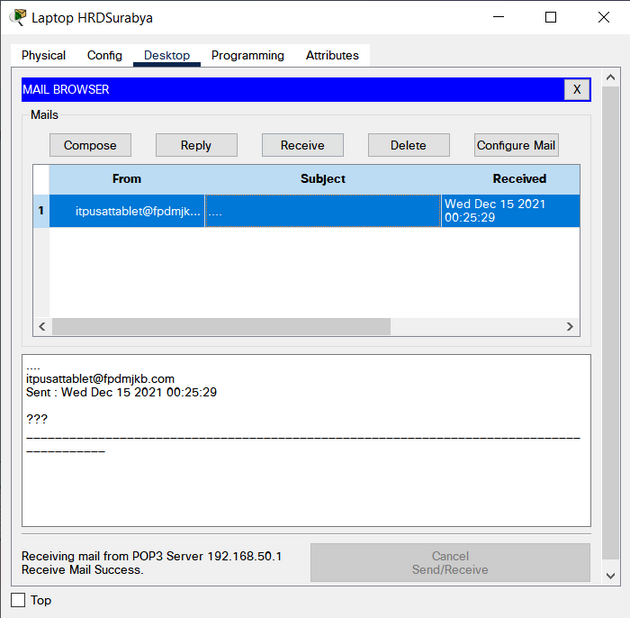 Laptop HRDSurabya
Physical Config Desktop Programming Attributes
MAIL BROWSER X
Mails
Compose Reply Receive Delete Configure Mail
From Subject Received
1 itpusattablet@fpdmjk... .... Wed Dec 15 2021
00:25:29
....
itpusattablet@fpdmjkb.com
Sent : Wed Dec 15 2021 00:25:29
???
________________________________________________________________________________
___________
Receiving mail from POP3 Server 192.168.50.1
Receive Mail Success.
Cancel
Send/Receive
Top